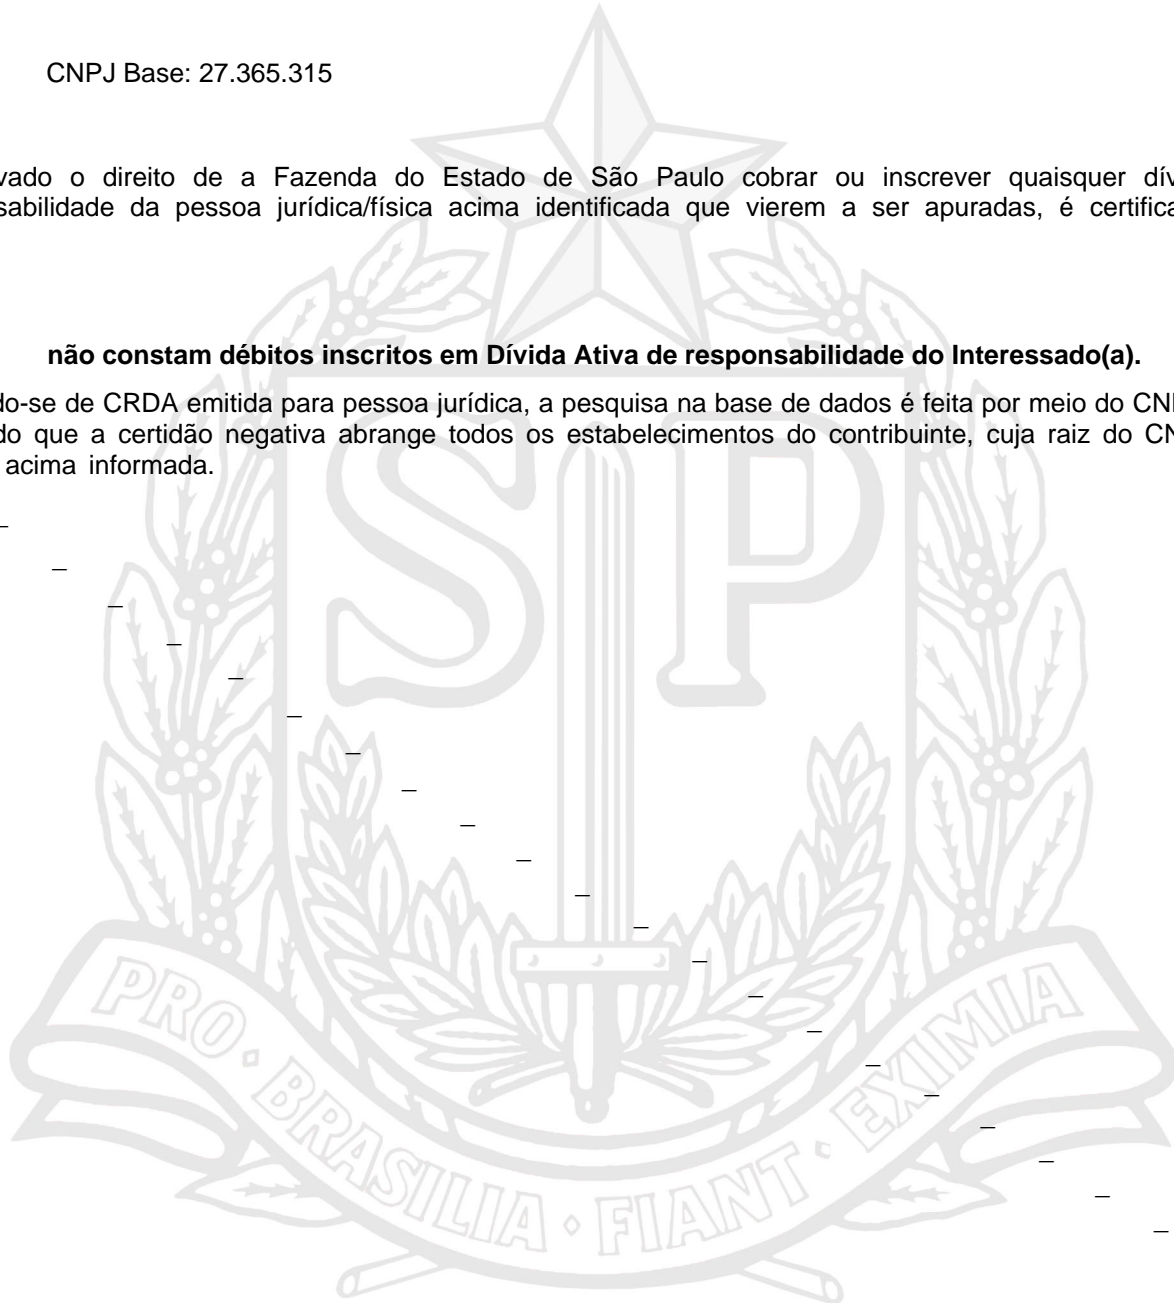 CNPJ Base: 27.365.315
vado o direito de a Fazenda do Estado de São Paulo cobrar ou inscrever quaisquer dív
sabilidade da pessoa jurídica/física acima identificada que vierem a ser apuradas, é certifica
não constam débitos inscritos em Dívida Ativa de responsabilidade do Interessado(a).
do-se de CRDA emitida para pessoa jurídica, a pesquisa na base de dados é feita por meio do CN
do que a certidão negativa abrange todos os estabelecimentos do contribuinte, cuja raiz do CN
acima informada.
SP
PRO • BRASILIA • FIANT • EXIMIA